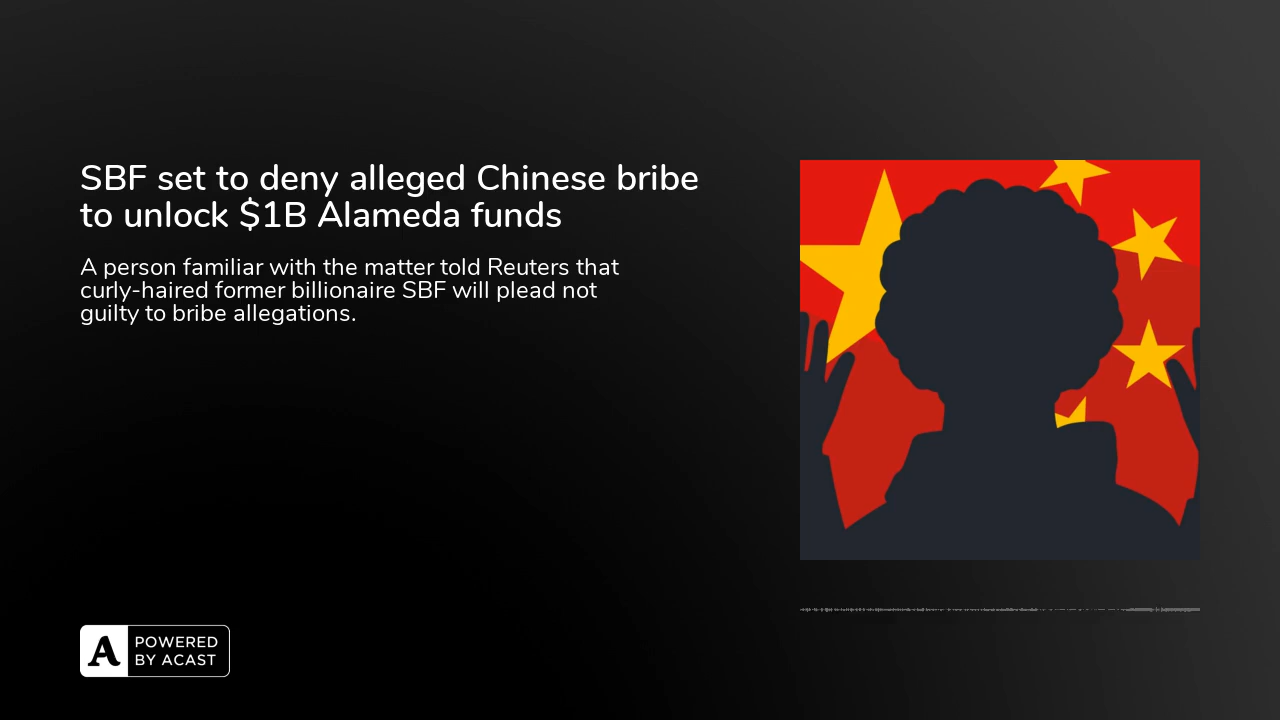 SBF set to deny alleged Chinese bribe
to unlock $1B Alameda funds
A person familiar with the matter told Reuters that
curly-haired former billionaire SBF will plead not
guilty to bribe allegations.
A
POWERED
BY ACAST